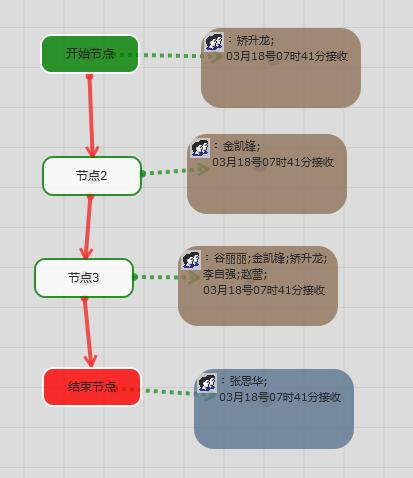 开始节点
: 矫升龙;
03月18号07时41分接收
节点2
: 金凯锋;
03月18号07时41分接收
节点3
: 谷丽丽;金凯锋;矫升龙;
李自强;赵蕾;
03月18号07时41分接收
结束节点
: 张思华;
03月18号07时41分接收